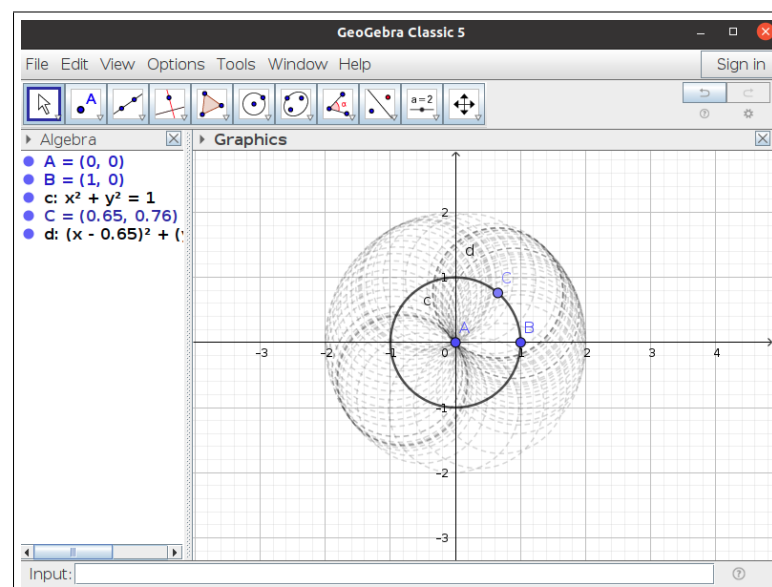 GeoGebra Classic 5
File Edit View Options Tools Window Help Sign in
A α a=2
Algebra
Graphics
A = (0, 0)
B = (1, 0)
c: x² + y² = 1
C = (0.65, 0.76)
d: (x - 0.65)² + (y
2
d
1
C
c
A
B
-3 -2 -1 0 1 2 3 4
-1
-2
-3
Input: